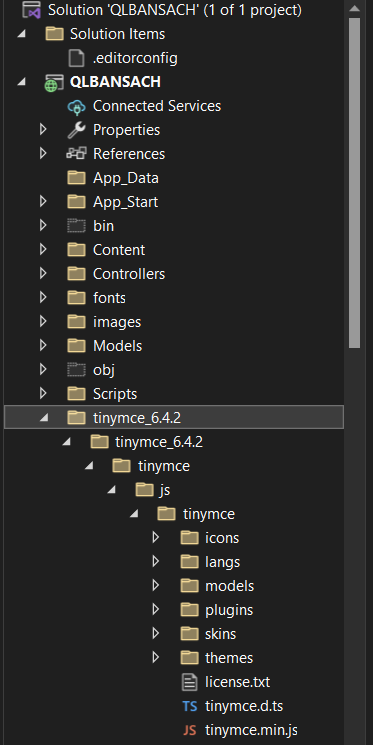 Solution 'QLBANSACH' (1 of 1 project)
Solution Items
.editorconfig
QLBANSACH
Connected Services
Properties
References
App_Data
App_Start
bin
Content
Controllers
fonts
images
Models
obj
Scripts
tinymce_6.4.2
tinymce_6.4.2
tinymce
js
tinymce
icons
langs
models
plugins
skins
themes
license.txt
TS tinymce.d.ts
JS tinymce.min.js